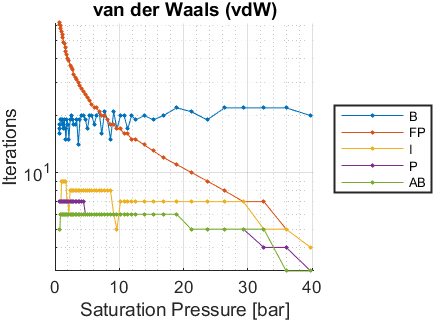 van der Waals (vdW)
Iterations
10¹
0 10 20 30 40
Saturation Pressure [bar]
B
FP
I
P
AB